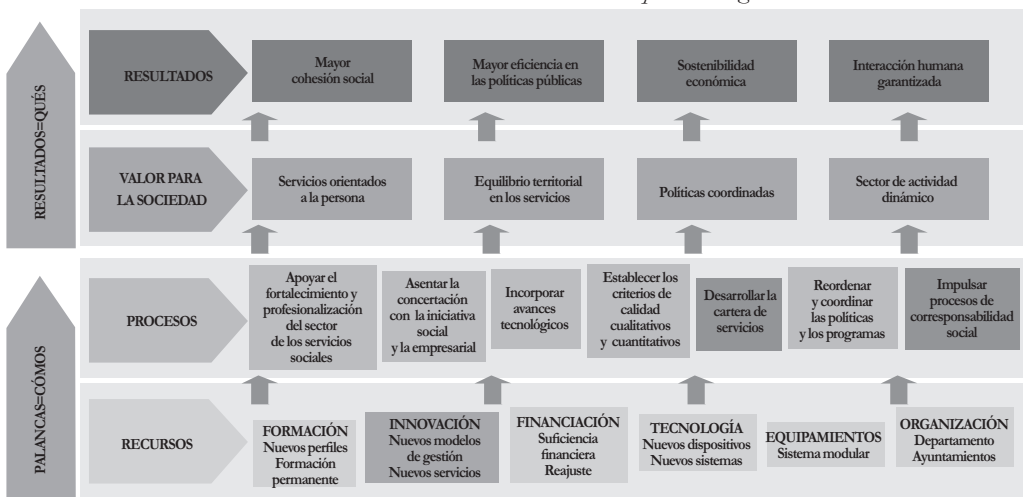 RESULTADOS=QUÉS
RESULTADOS
Mayor
cohesión social
Mayor eficiencia en
las políticas públicas
Sostenibilidad
económica
Interacción humana
garantizada
VALOR PARA
LA SOCIEDAD
Servicios orientados
a la persona
Equilibrio territorial
en los servicios
Políticas coordinadas
Sector de actividad
dinámico
PALANCAS=CÓMOS
PROCESOS
Apoyar el
fortalecimiento y
profesionalización
del sector
de los servicios
sociales
Asentar la
concertación
con la iniciativa
social
y la empresarial
Incorporar
avances
tecnológicos
Establecer los
criterios de
calidad
cualitativos
y cuantitativos
Desarrollar la
cartera de
servicios
Reordenar
y coordinar
las políticas
y los programas
Impulsar
procesos de
corresponsabilidad
social
RECURSOS
FORMACIÓN
Nuevos perfiles
Formación
permanente
INNOVACIÓN
Nuevos modelos
de gestión
Nuevos servicios
FINANCIACIÓN
Suficiencia
financiera
Reajuste
TECNOLOGÍA
Nuevos dispositivos
Nuevos sistemas
EQUIPAMIENTOS
Sistema modular
ORGANIZACIÓN
Departamento
Ayuntamientos